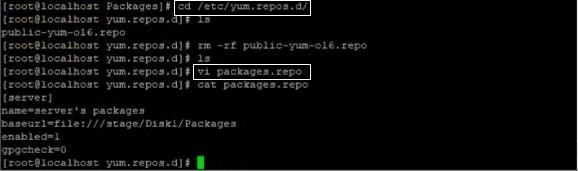 [root@localhost Packages]# cd /etc/yum.repos.d/
[root@localhost yum.repos.d]# ls
public-yum-ol6.repo
[root@localhost yum.repos.d]# rm -rf public-yum-ol6.repo
[root@localhost yum.repos.d]# ls
[root@localhost yum.repos.d]# vi packages.repo
[root@localhost yum.repos.d]# cat packages.repo
[server]
name=server's packages
baseurl=file:///stage/Disk1/Packages
enabled=1
gpgcheck=0
[root@localhost yum.repos.d]#